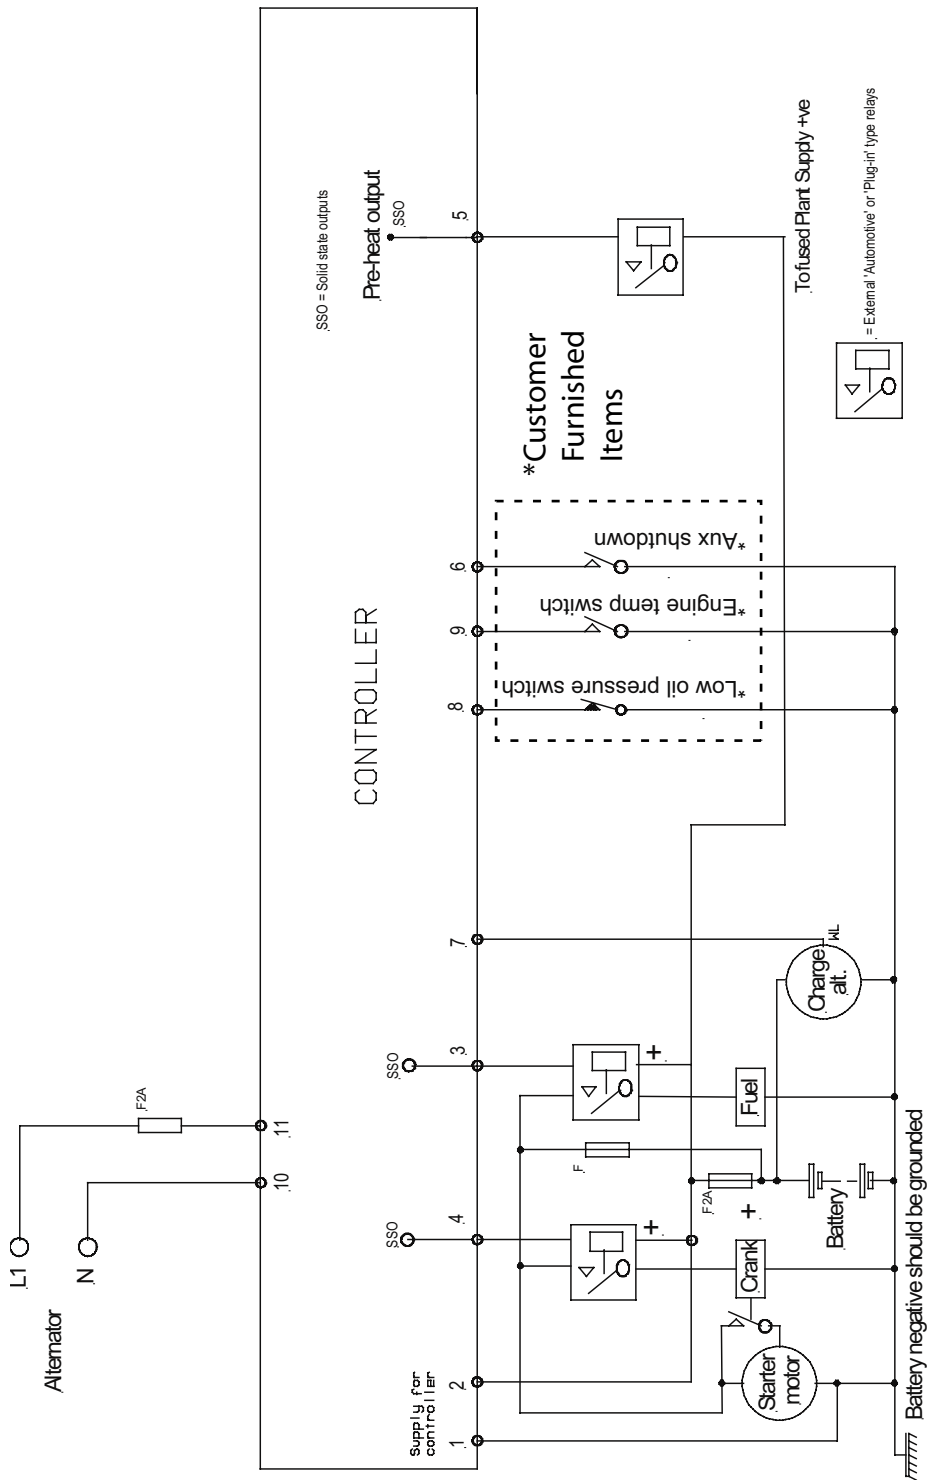 Alternator
L1
N
F2A
10
11
CONTROLLER
SSO = Solid state outputs
Pre-heat output
SSO
SSO
SSO
Supply for
controller
1
2
4
3
7
8
9
6
5
*Customer
Furnished
Items
*Low oil pressure switch
*Engine temp switch
*Aux shutdown
+
+
F
F2A
+
Starter
motor
Crank
Battery
Fuel
Charge
alt.
WL
To fused Plant Supply +ve
= External 'Automotive' or 'Plug-in' type relays
Battery negative should be grounded